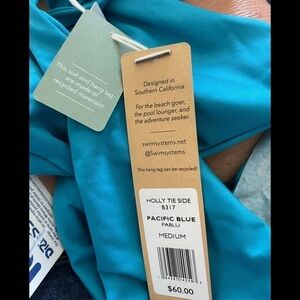 This suit and hang tag
are made of
recycled materials!
Designed in
Southern California.
For the beach goer,
the pool lounger, and
the adventure seeker.
swimsystems.net
@Swimsystems
This hang tag can be recycled!
HOLLY TIE SIDE
B317
PACIFIC BLUE
PABLU
MEDIUM
$60.00